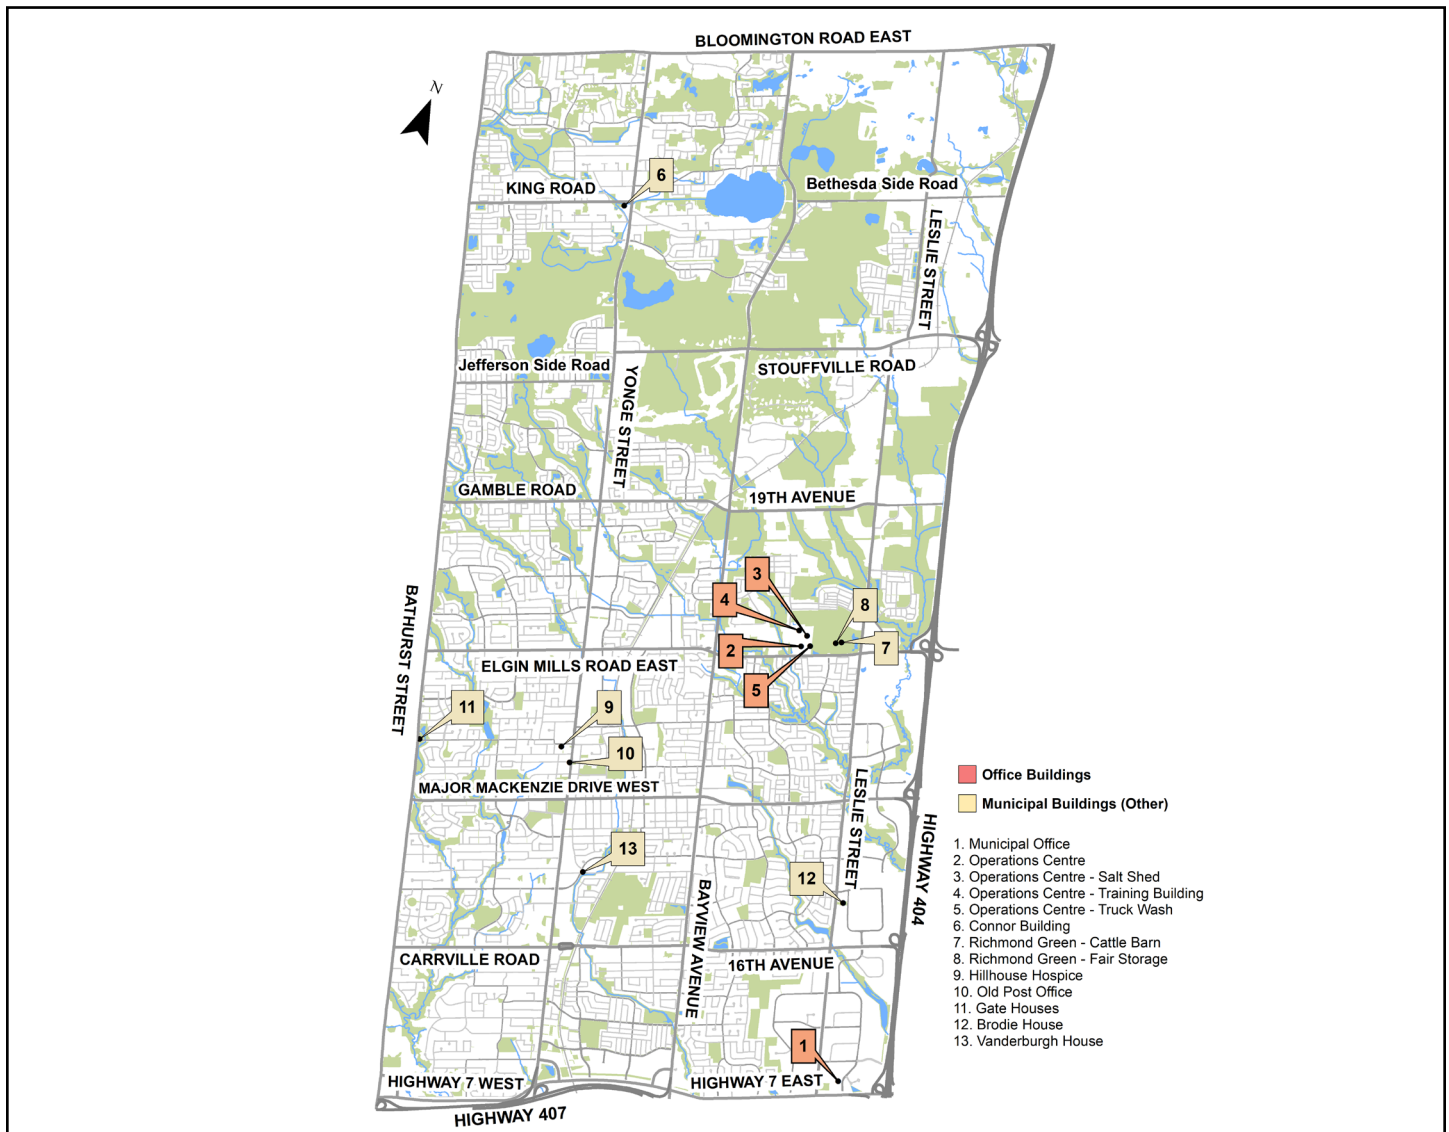 BLOOMINGTON ROAD EAST
N
6
KING ROAD
Bethesda Side Road
LESLIE STREET
Jefferson Side Road
STOUFFVILLE ROAD
YONGE STREET
GAMBLE ROAD
19TH AVENUE
3
4
8
2
7
BATHURST STREET
ELGIN MILLS ROAD EAST
5
11
9
10
MAJOR MACKENZIE DRIVE WEST
LESLIE STREET
HIGHWAY 404
13
12
BAYVIEW AVENUE
CARRVILLE ROAD
16TH AVENUE
1
HIGHWAY 7 WEST
HIGHWAY 7 EAST
HIGHWAY 407
Office Buildings
Municipal Buildings (Other)
1. Municipal Office
2. Operations Centre
3. Operations Centre - Salt Shed
4. Operations Centre - Training Building
5. Operations Centre - Truck Wash
6. Connor Building
7. Richmond Green - Cattle Barn
8. Richmond Green - Fair Storage
9. Hillhouse Hospice
10. Old Post Office
11. Gate Houses
12. Brodie House
13. Vanderburgh House